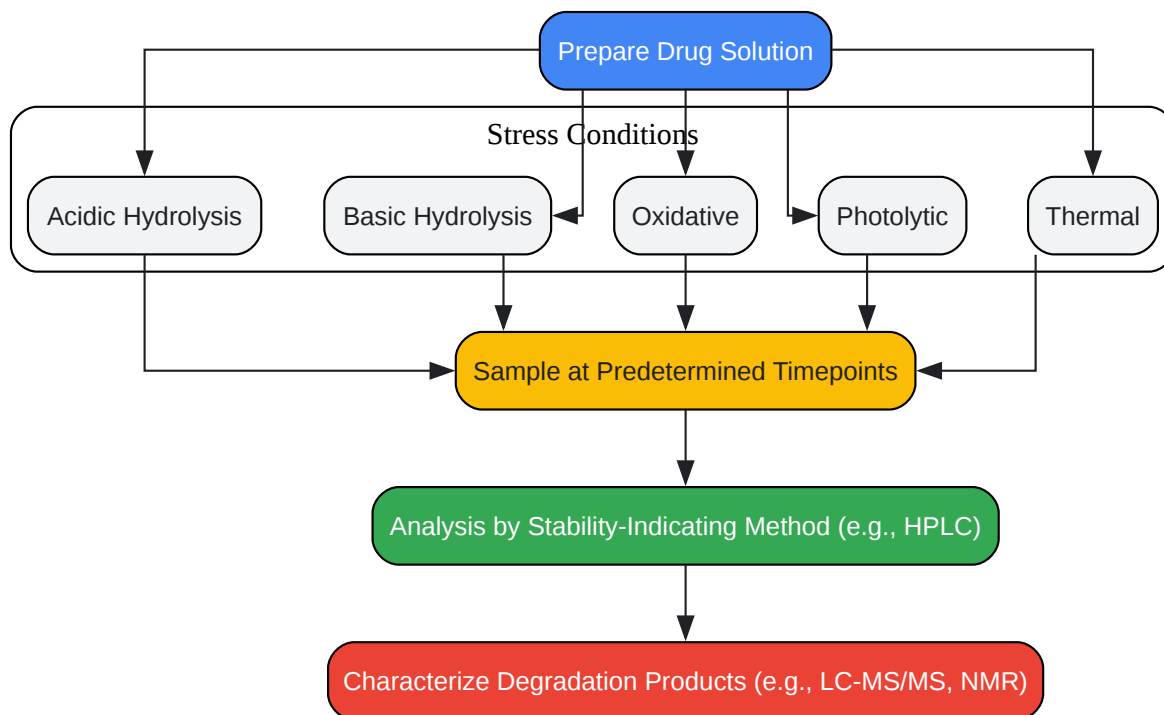 Prepare Drug Solution
Stress Conditions
Acidic Hydrolysis
Basic Hydrolysis
Oxidative
Photolytic
Thermal
Sample at Predetermined Timepoints
Analysis by Stability-Indicating Method (e.g., HPLC)
Characterize Degradation Products (e.g., LC-MS/MS, NMR)